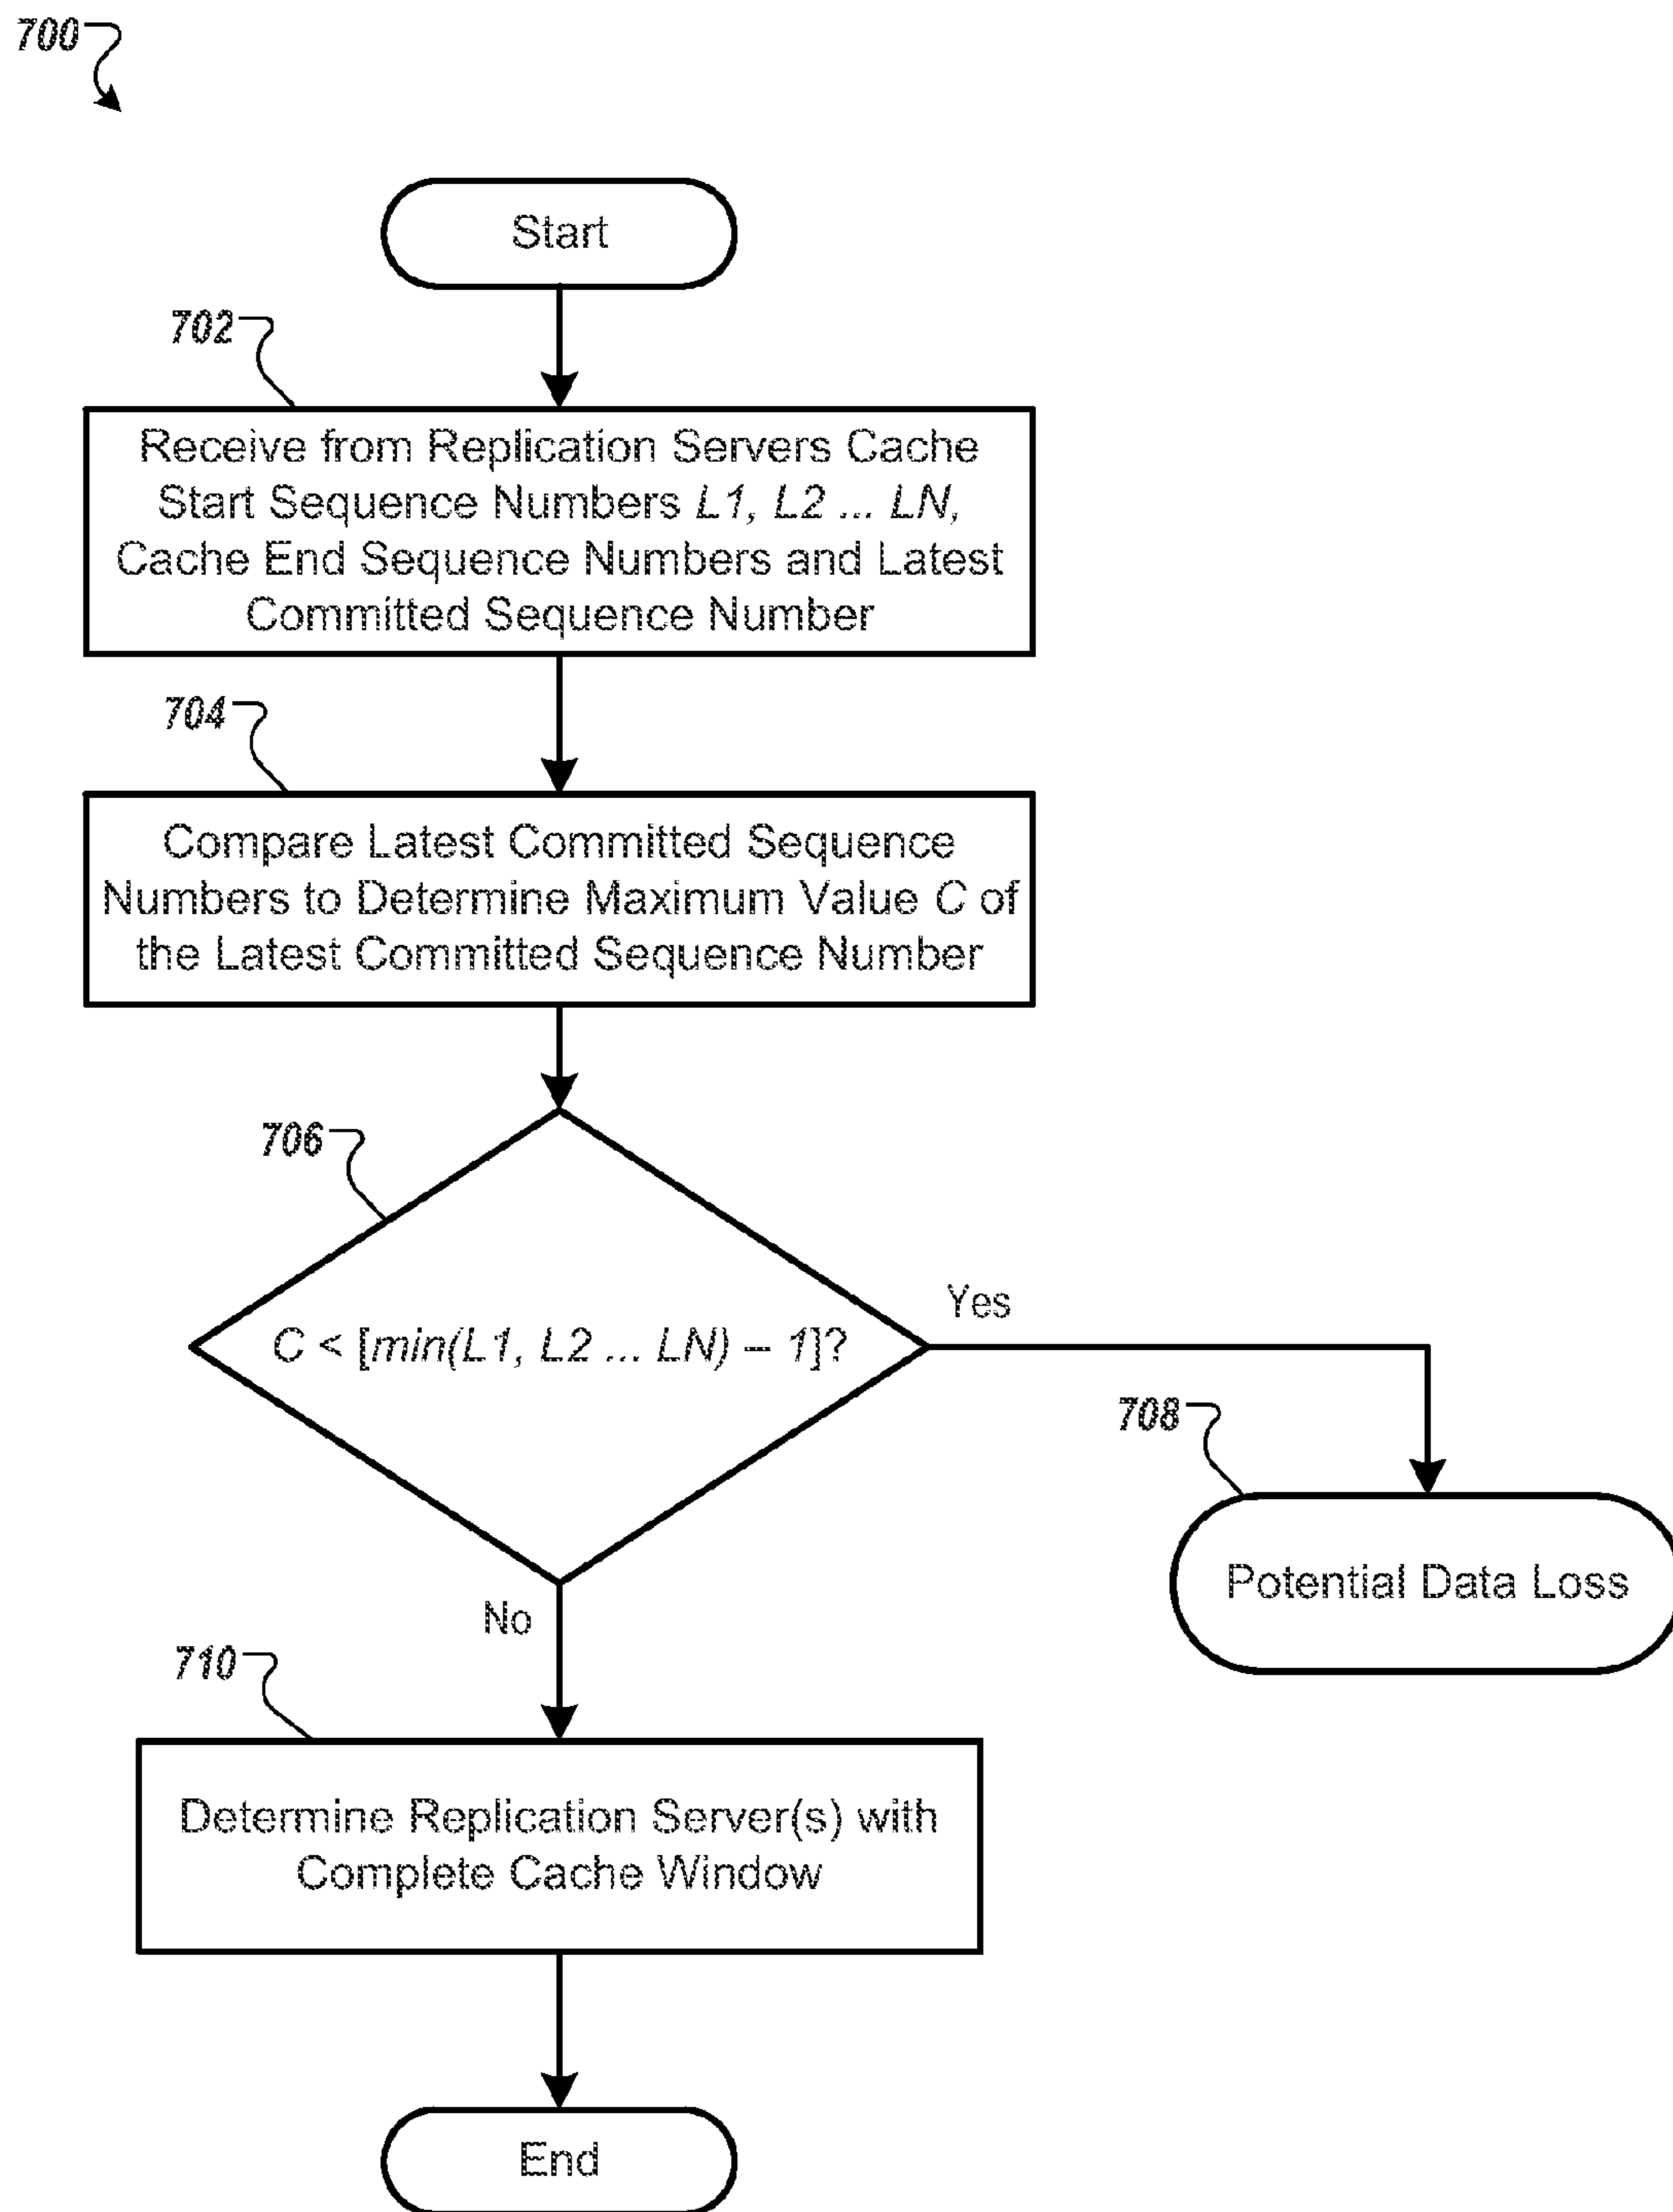 700
Start
702
Receive from Replication Servers Cache
Start Sequence Numbers L1, L2 ... LN,
Cache End Sequence Numbers and Latest
Committed Sequence Number
704
Compare Latest Committed Sequence
Numbers to Determine Maximum Value C of
the Latest Committed Sequence Number
706
C < [min(L1, L2 ... LN) – 1]?
Yes
708
Potential Data Loss
No
710
Determine Replication Server(s) with
Complete Cache Window
End